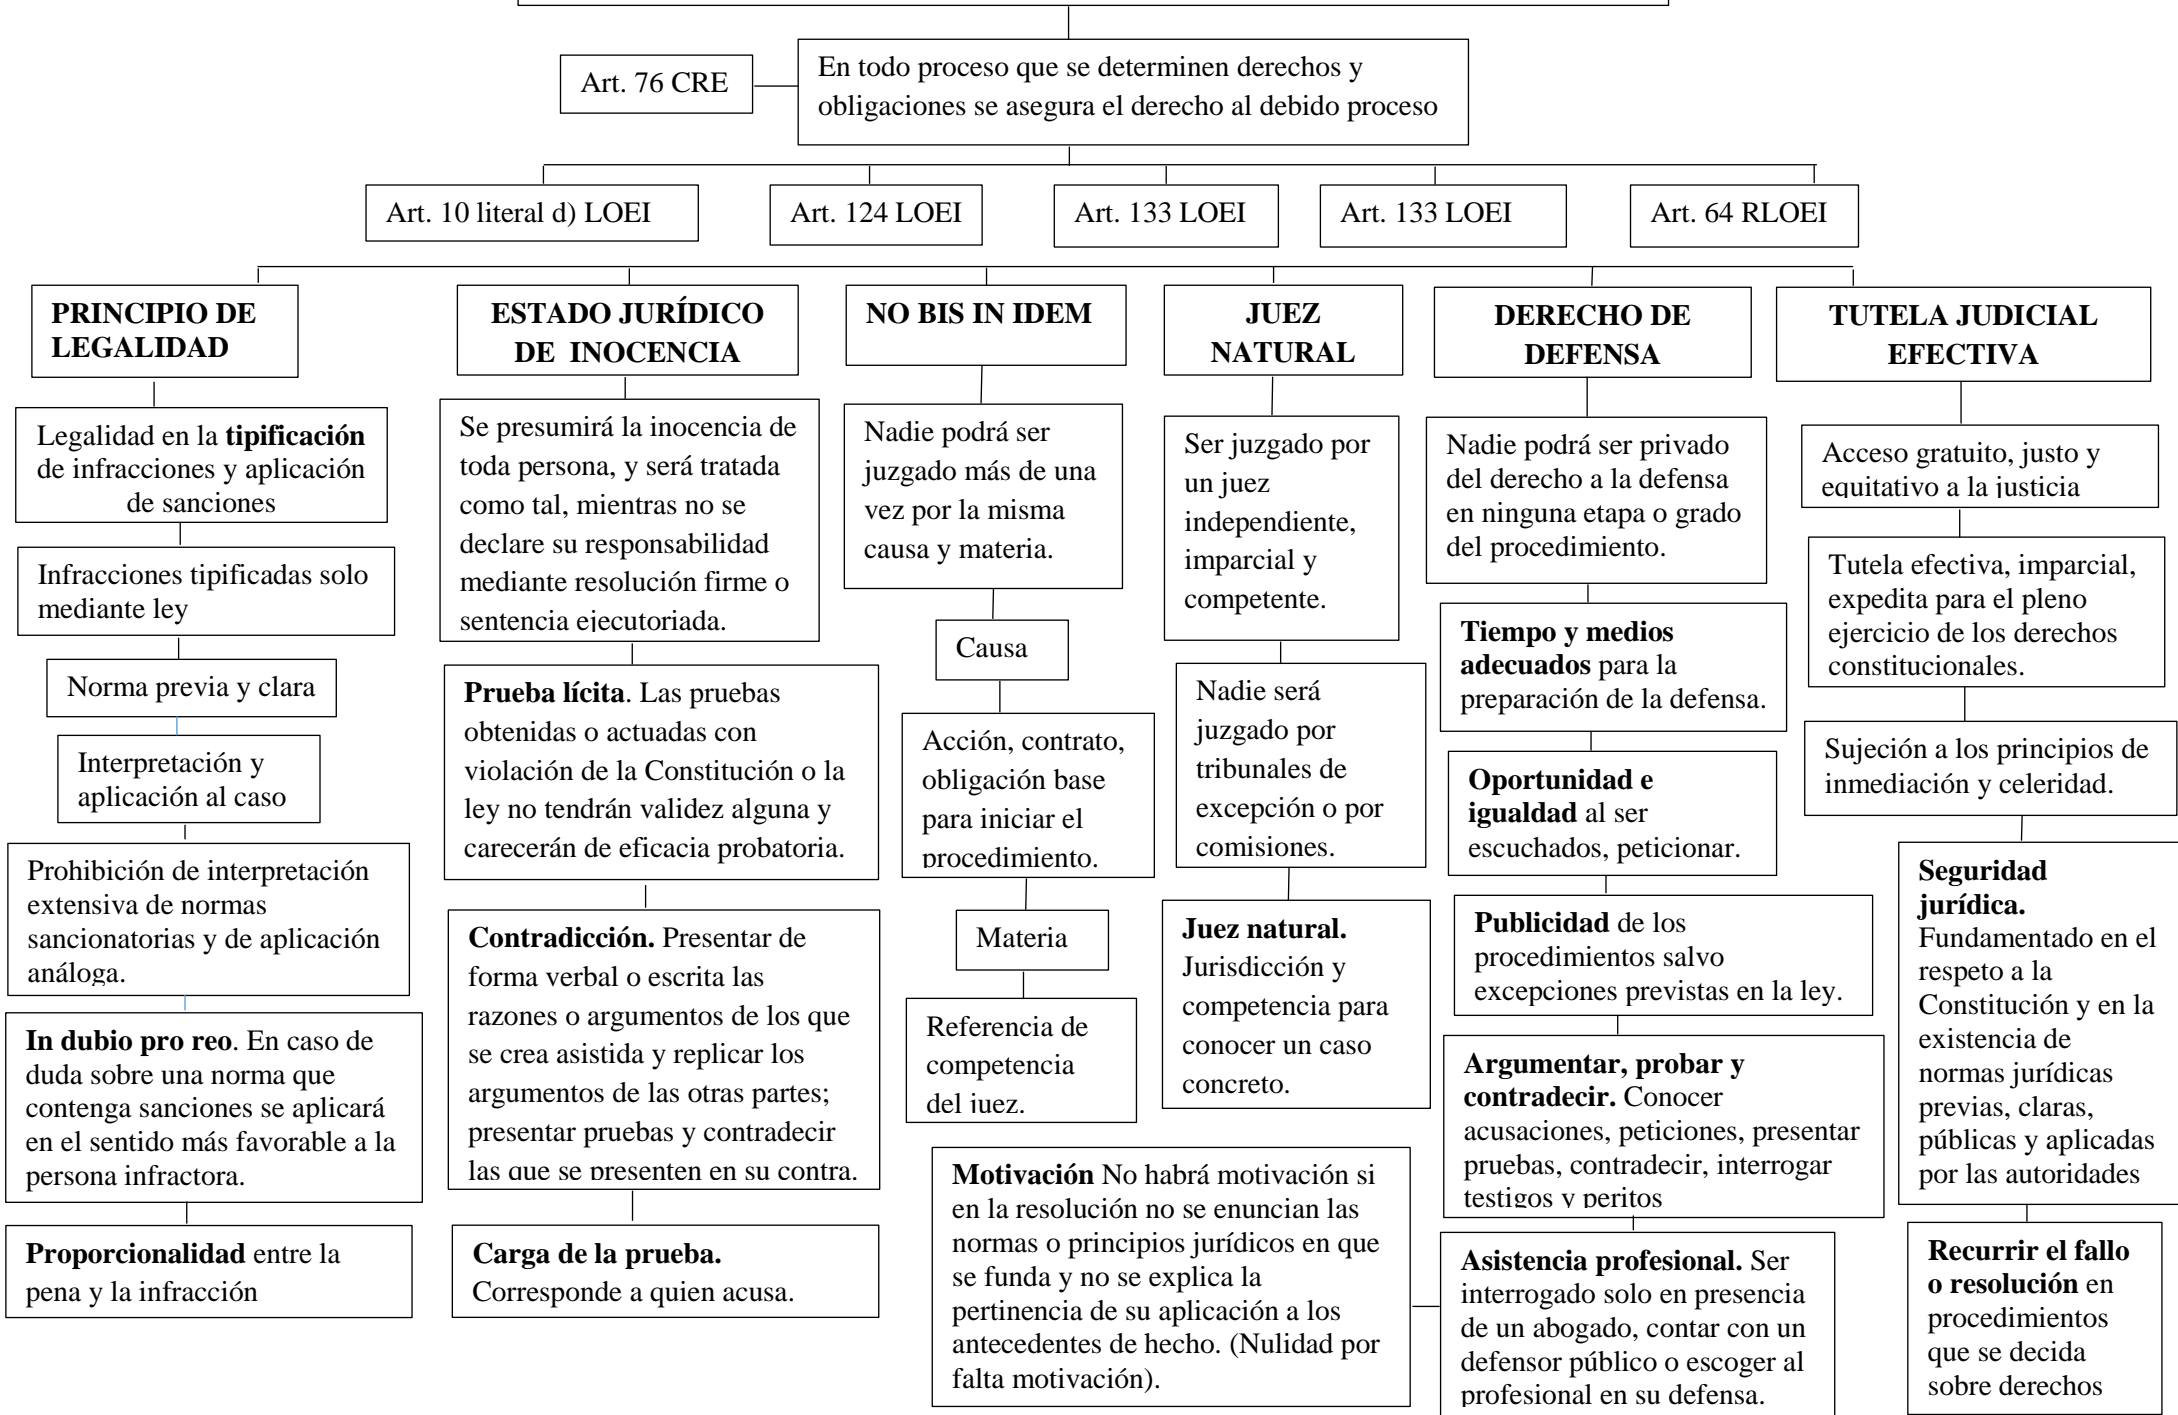 Art. 76 CRE
En todo proceso que se determinen derechos y
obligaciones se asegura el derecho al debido proceso
Art. 10 literal d) LOEI
Art. 124 LOEI
Art. 133 LOEI
Art. 133 LOEI
Art. 64 RLOEI
PRINCIPIO DE
LEGALIDAD
Legalidad en la tipificación
de infracciones y aplicación
de sanciones
Infracciones tipificadas solo
mediante ley
Norma previa y clara
Interpretación y
aplicación al caso
Prohibición de interpretación
extensiva de normas
sancionatorias y de aplicación
análoga.
In dubio pro reo. En caso de
duda sobre una norma que
contenga sanciones se aplicará
en el sentido más favorable a la
persona infractora.
Proporcionalidad entre la
pena y la infracción
ESTADO JURÍDICO
DE INOCENCIA
Se presumirá la inocencia de
toda persona, y será tratada
como tal, mientras no se
declare su responsabilidad
mediante resolución firme o
sentencia ejecutoriada.
Prueba lícita. Las pruebas
obtenidas o actuadas con
violación de la Constitución o la
ley no tendrán validez alguna y
carecerán de eficacia probatoria.
Contradicción. Presentar de
forma verbal o escrita las
razones o argumentos de los que
se crea asistida y replicar los
argumentos de las otras partes;
presentar pruebas y contradecir
las que se presenten en su contra.
Carga de la prueba.
Corresponde a quien acusa.
NO BIS IN IDEM
Nadie podrá ser
juzgado más de una
vez por la misma
causa y materia.
Causa
Acción, contrato,
obligación base
para iniciar el
procedimiento.
Materia
Referencia de
competencia
del juez.
JUEZ
NATURAL
Ser juzgado por
un juez
independiente,
imparcial y
competente.
Nadie será
juzgado por
tribunales de
excepción o por
comisiones.
Juez natural.
Jurisdicción y
competencia para
conocer un caso
concreto.
DERECHO DE
DEFENSA
Nadie podrá ser privado
del derecho a la defensa
en ninguna etapa o grado
del procedimiento.
Tiempo y medios
adecuados para la
preparación de la defensa.
Oportunidad e
igualdad al ser
escuchados, peticionar.
Publicidad de los
procedimientos salvo
excepciones previstas en la ley.
Argumentar, probar y
contradecir. Conocer
acusaciones, peticiones, presentar
pruebas, contradecir, interrogar
testigos y peritos
Asistencia profesional. Ser
interrogado solo en presencia
de un abogado, contar con un
defensor público o escoger al
profesional en su defensa.
Motivación No habrá motivación si
en la resolución no se enuncian las
normas o principios jurídicos en que
se funda y no se explica la
pertinencia de su aplicación a los
antecedentes de hecho. (Nulidad por
falta motivación).
TUTELA JUDICIAL
EFECTIVA
Acceso gratuito, justo y
equitativo a la justicia
Tutela efectiva, imparcial,
expedita para el pleno
ejercicio de los derechos
constitucionales.
Sujeción a los principios de
inmediación y celeridad.
Seguridad
jurídica.
Fundamentado en el
respeto a la
Constitución y en la
existencia de
normas jurídicas
previas, claras,
públicas y aplicadas
por las autoridades
Recurrir el fallo
o resolución en
procedimientos
que se decida
sobre derechos